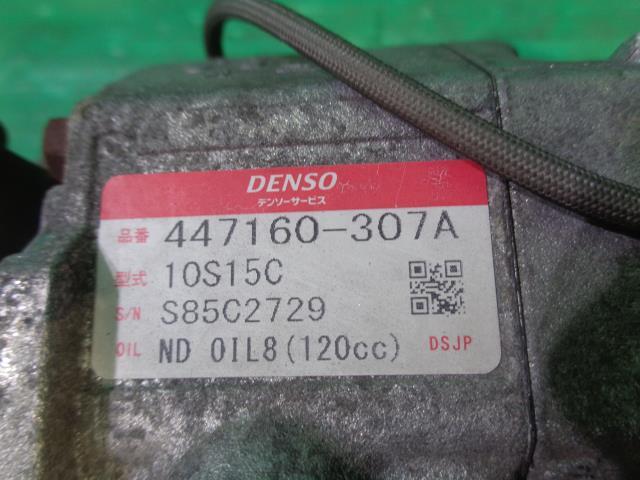 DENSO
デンソーサービス
品番 447160-307A
型式 10S15C
S/N S85C2729
OIL ND OIL8(120cc) DSJP